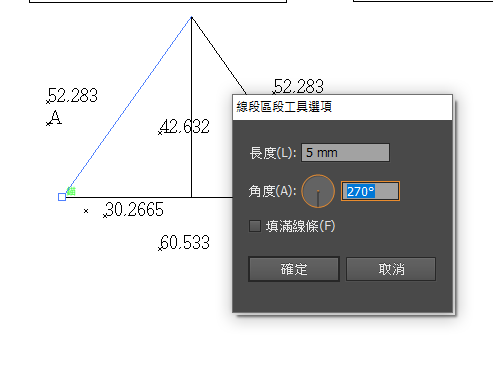 52.283
A
42.632
30.2665
60.533
52.283
線段區段工具選項
長度(L): 5 mm
角度(A): 270°
填滿線條(F)
確定 取消